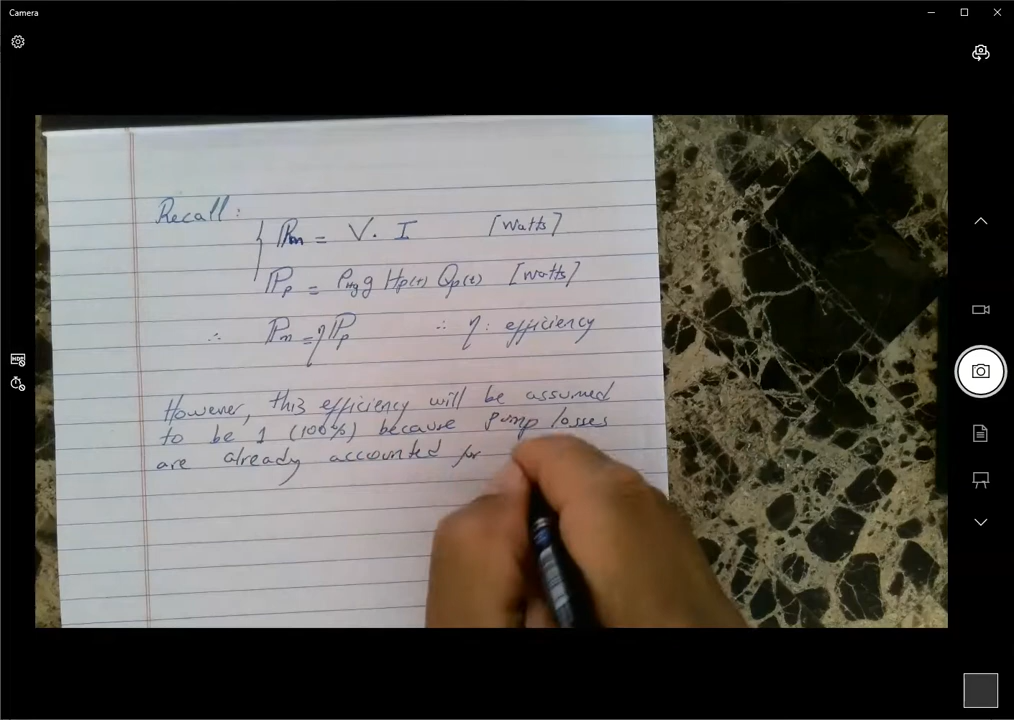 Camera
Recall:
Pm = V. I [Watts]
Pp = ρHg g Hp(t) Qp(t) [Watts]
∴ Pm = η Pp ∴ η: efficiency
However, this efficiency will be assumed
to be 1 (100%) because pump losses
are already accounted for